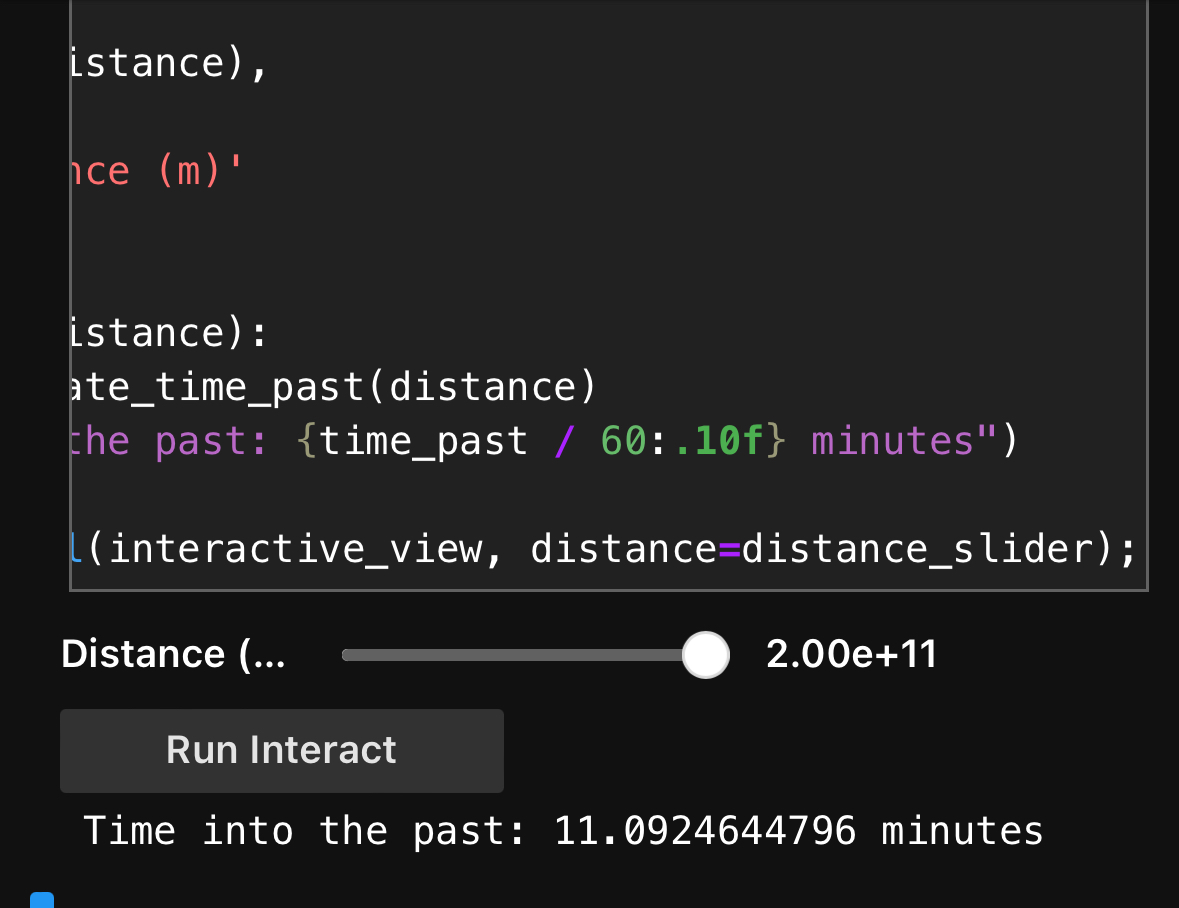 istance),
nce (m)'
istance):
ate_time_past(distance)
the past: {time_past / 60:.10f} minutes")
l(interactive_view, distance=distance_slider);
Distance (... 2.00e+11
Run Interact
Time into the past: 11.0924644796 minutes